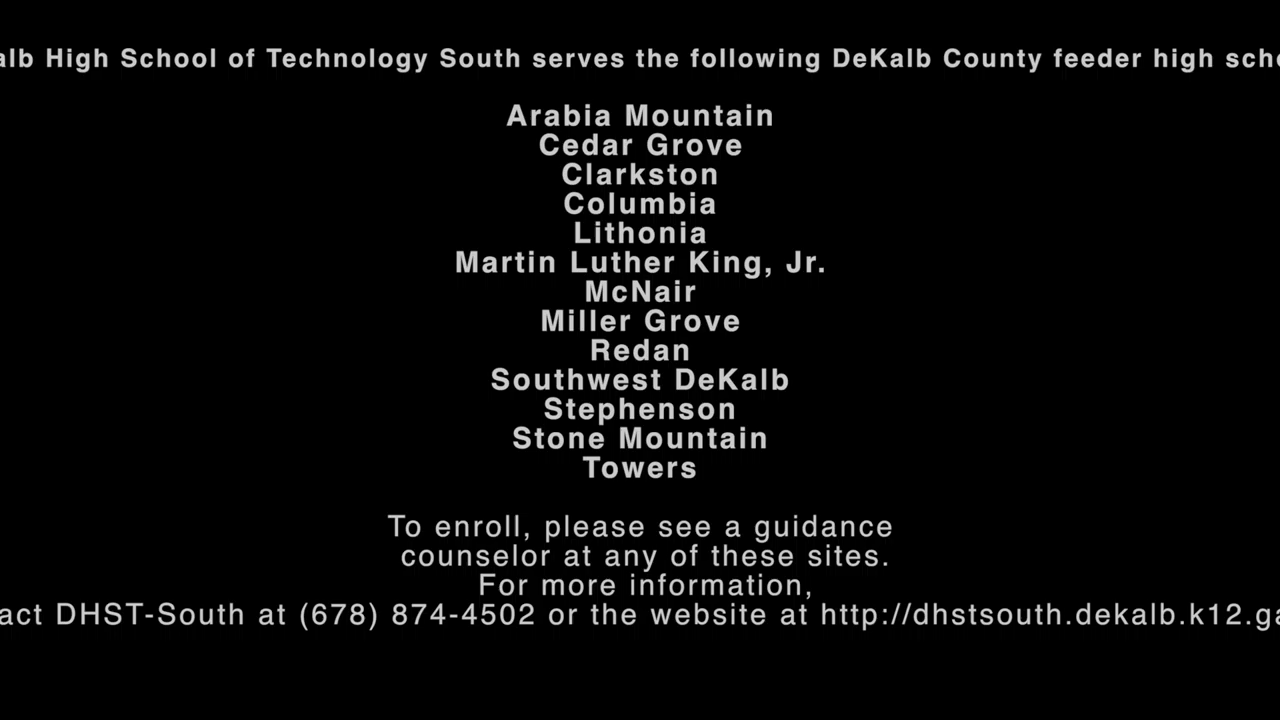 alb High School of Technology South serves the following DeKalb County feeder high scho
Arabia Mountain
Cedar Grove
Clarkston
Columbia
Lithonia
Martin Luther King, Jr.
McNair
Miller Grove
Redan
Southwest DeKalb
Stephenson
Stone Mountain
Towers
To enroll, please see a guidance
counselor at any of these sites.
For more information,
act DHST-South at (678) 874-4502 or the website at http://dhstsouth.dekalb.k12.ga